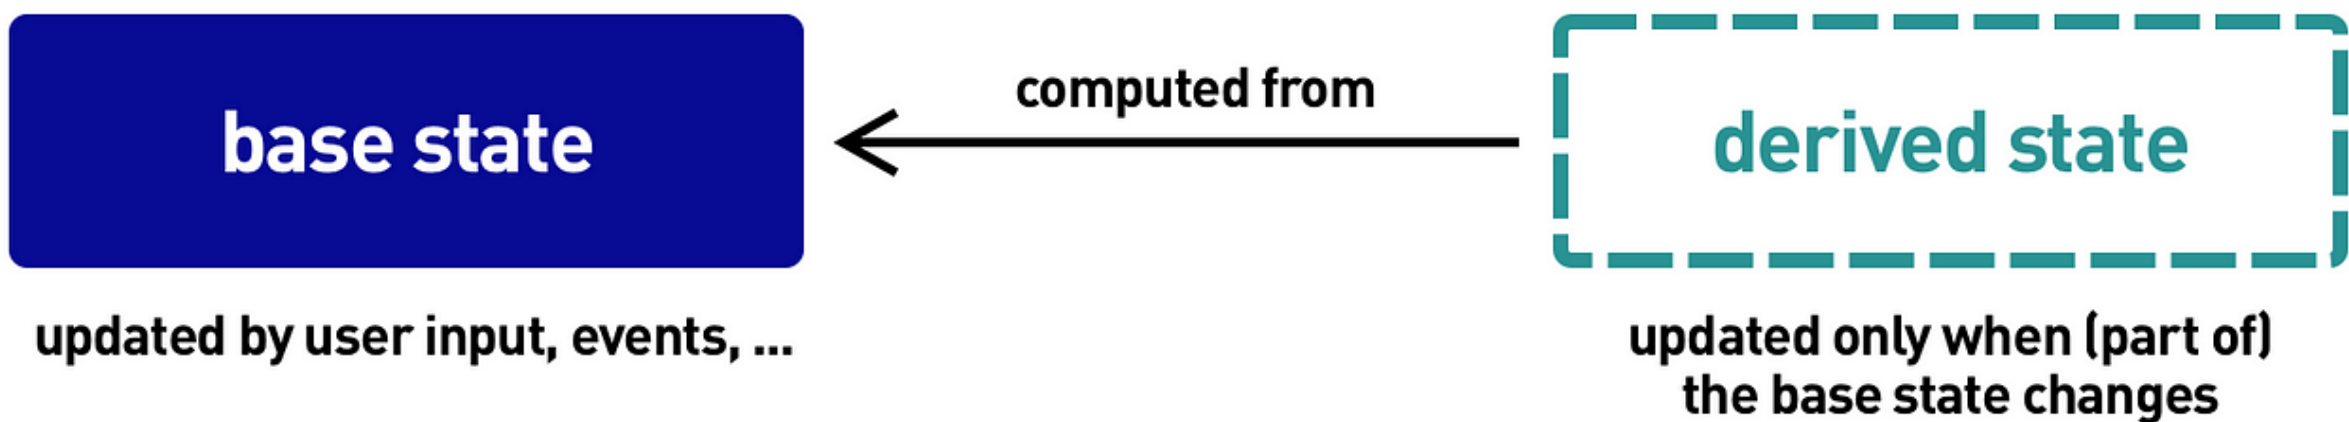 base state
computed from
derived state
updated by user input, events, ...
updated only when (part of)
the base state changes